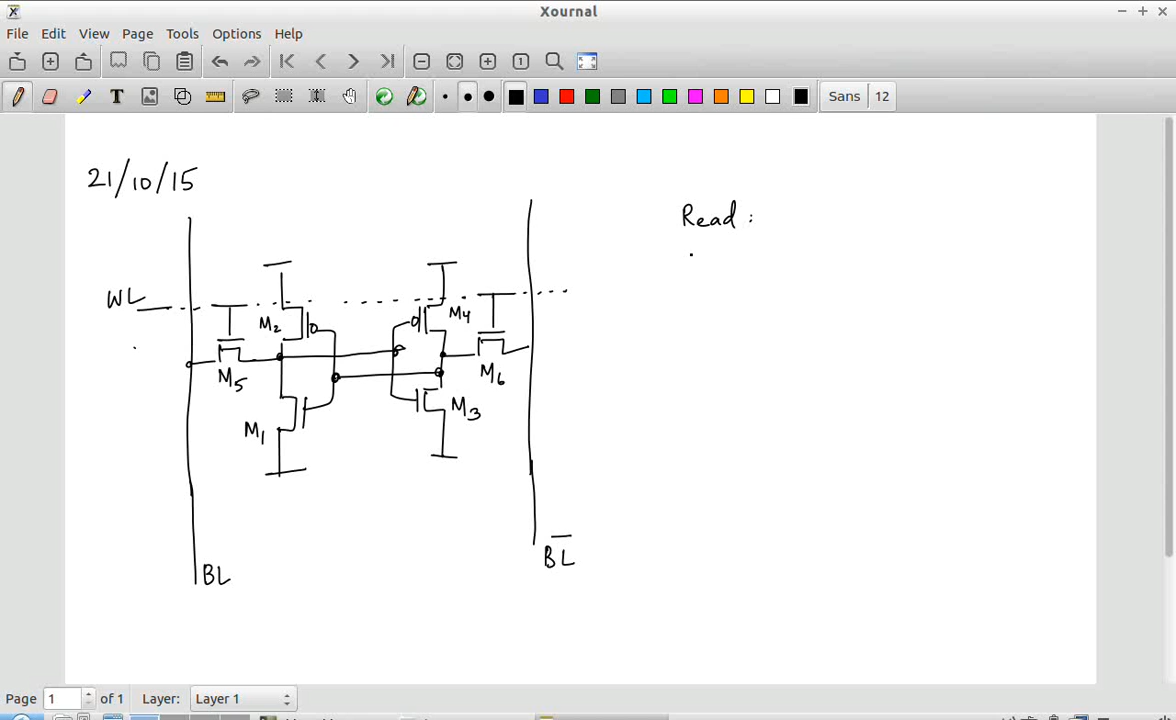 Xournal
File Edit View Page Tools Options Help
Sans 12
21/10/15
Read :
WL
M2
M4
M5
M6
M1
M3
BL
BL
Page 1 of 1 Layer: Layer 1